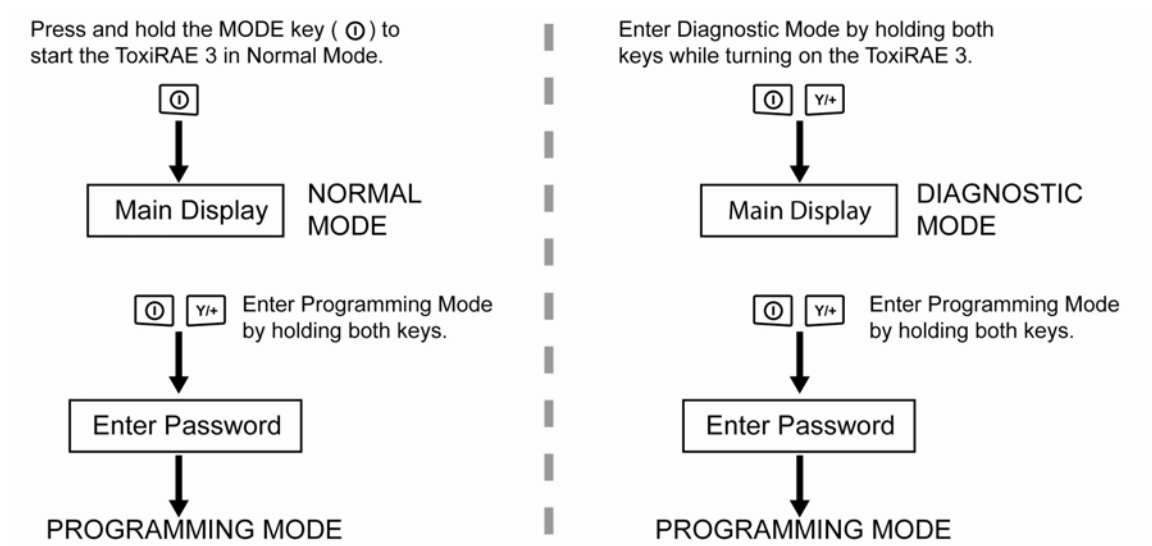 Press and hold the MODE key ( ) to
start the ToxiRAE 3 in Normal Mode.
Main Display
NORMAL
MODE
Y/+
Enter Programming Mode
by holding both keys.
Enter Password
PROGRAMMING MODE
Enter Diagnostic Mode by holding both
keys while turning on the ToxiRAE 3.
Y/+
Main Display
DIAGNOSTIC
MODE
Y/+
Enter Programming Mode
by holding both keys.
Enter Password
PROGRAMMING MODE